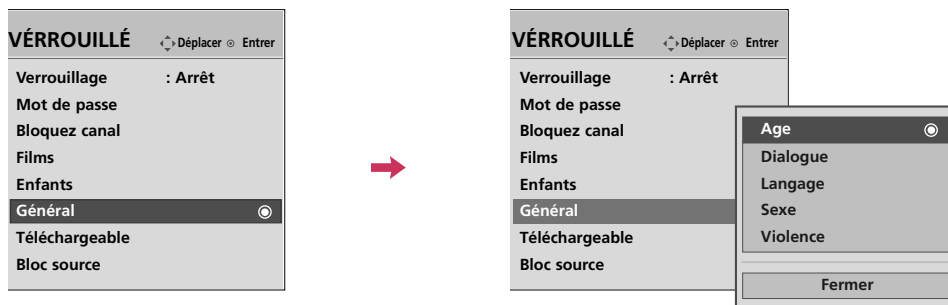 VÉRROUILLÉ Déplacer Entrer
Verrouillage : Arrêt
Mot de passe
Bloquez canal
Films
Enfants
Général
Téléchargeable
Bloc source
VÉRROUILLÉ Déplacer Entrer
Verrouillage : Arrêt
Mot de passe
Bloquez canal
Films
Enfants
Général
Téléchargeable
Bloc source
Age
Dialogue
Langage
Sexe
Violence
Fermer